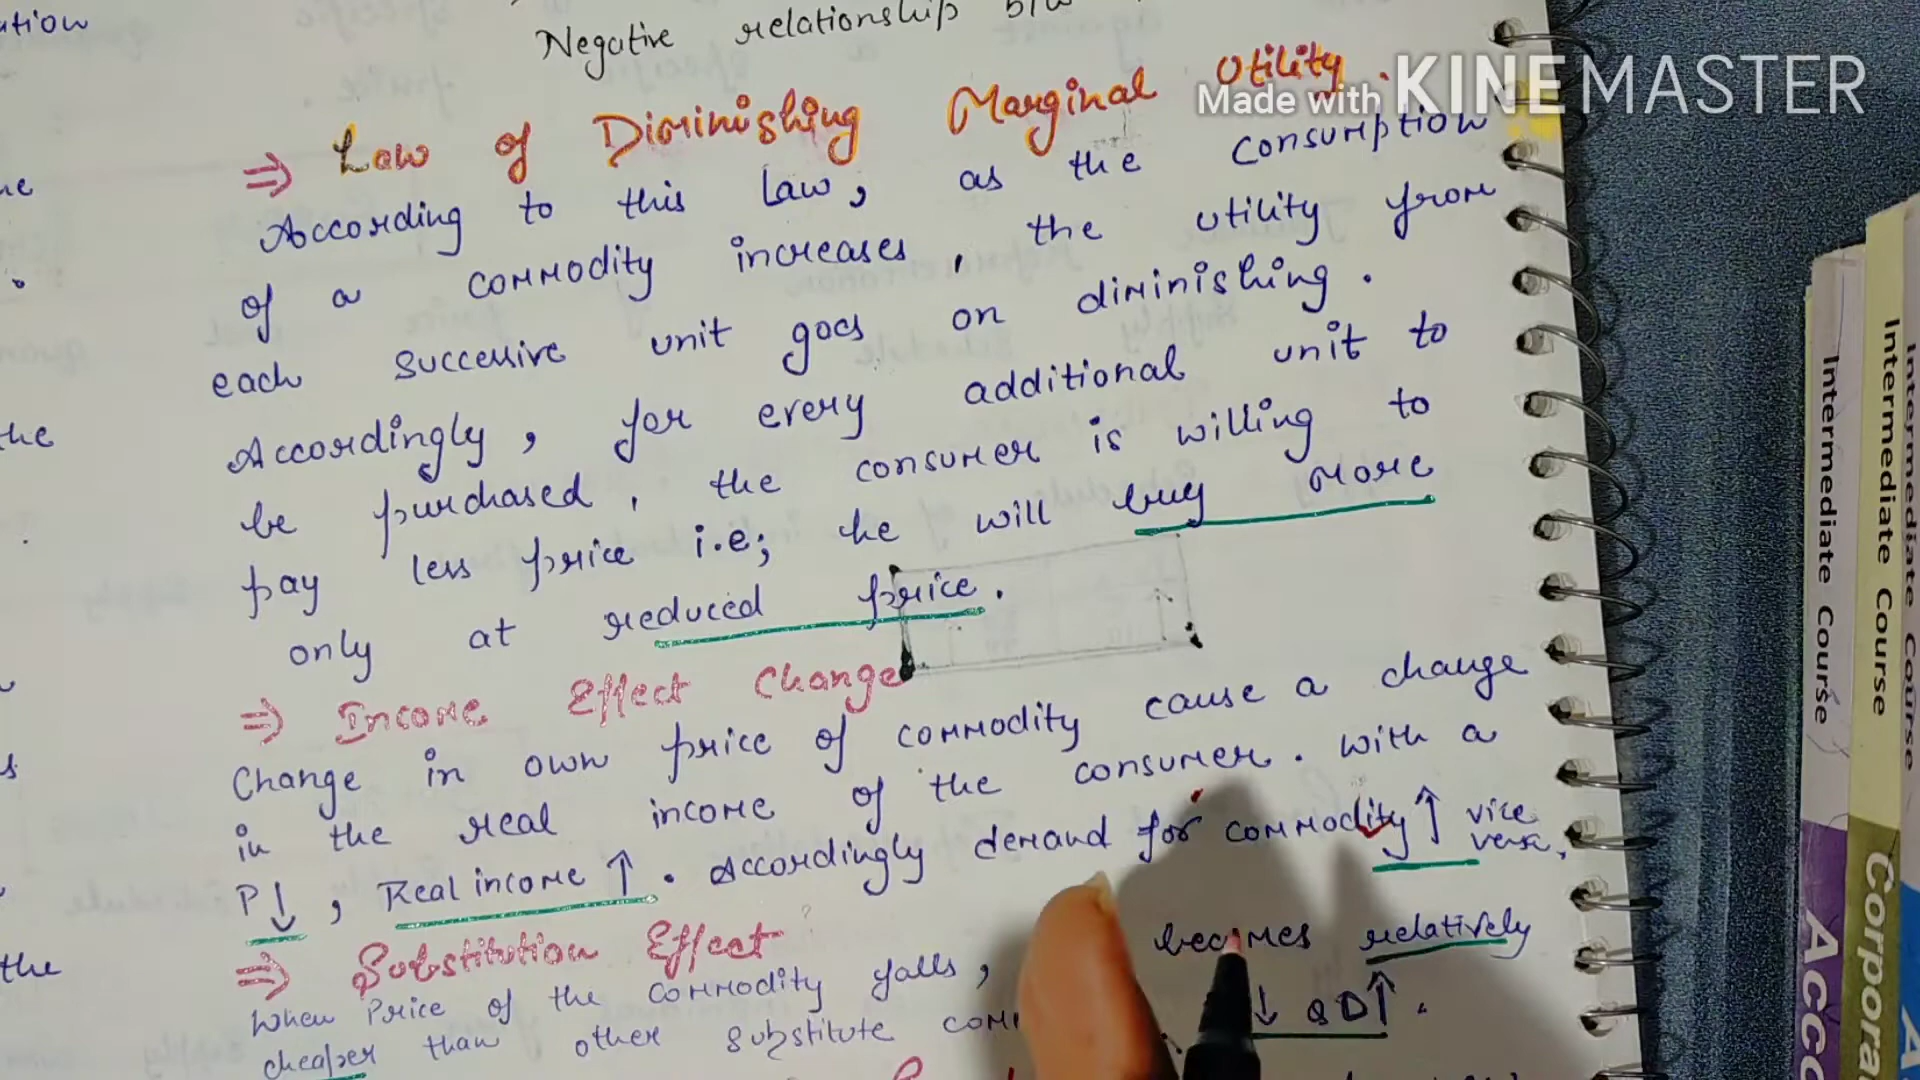 ation
Negative relationship b/w
Made with KINEMASTER
⇒ Law of Diminishing Marginal Utility.
According to this Law, as the consumption
of a commodity increases, the utility from
each successive unit goes on diminishing.
Accordingly, for every additional unit to
be purchased, the consumer is willing to
pay less price i.e; he will buy more
only at reduced price.
⇒ Income Effect Change
Change in own price of commodity cause a change
in the real income of the consumer. With a
P↓, Real income ↑. Accordingly demand for commodity ↑ vice versa,
⇒ Substitution Effect
When Price of the commodity falls, becomes relatively
cheaper than other substitute com ↓ & D↑.
the
the
Intermediate Course
Intermediate Course
Intermediate Course
Acco
Corpora
A